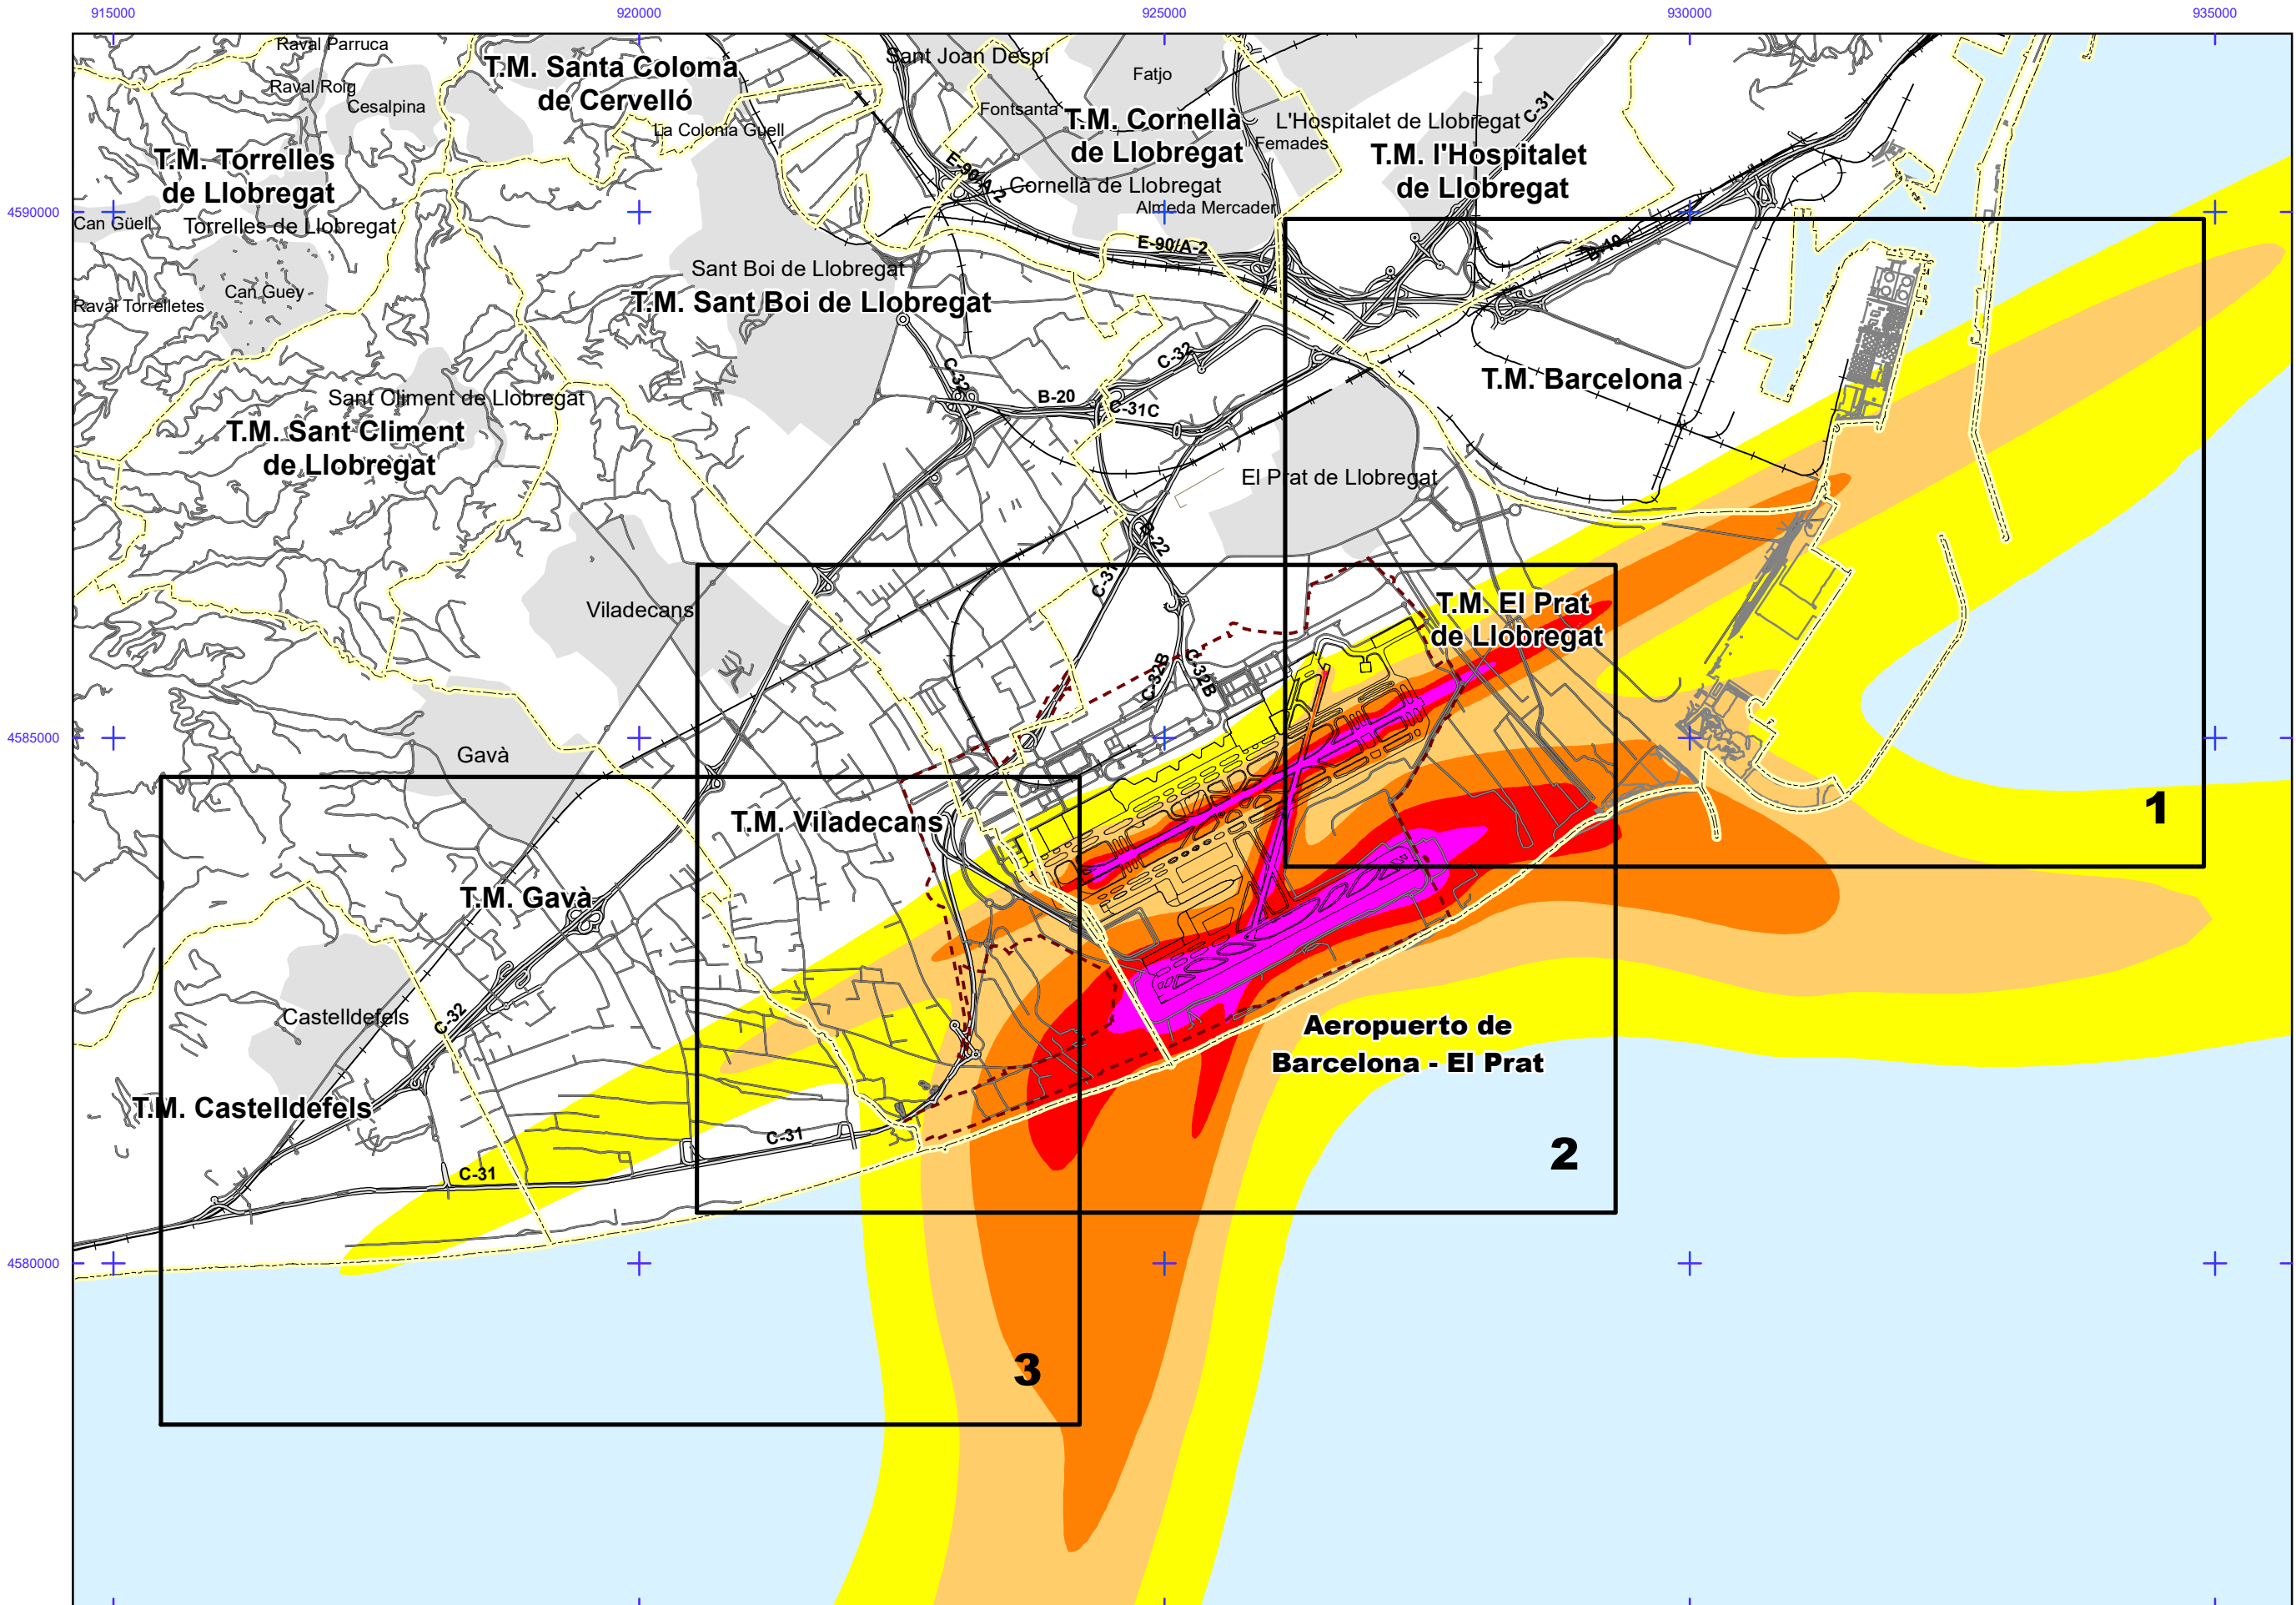 915000
920000
925000
930000
935000
Raval Parruca
T.M. Santa Coloma
de Cervelló
Sant Joan Despí
Fatjo
Raval Roig
Cesalpina
Fontsanta
T.M. Cornellà
de Llobregat
L'Hospitalet de Llobregat
C-31
La Colonia Guell
Femades
T.M. Torrelles
de Llobregat
T.M. l'Hospitalet
de Llobregat
E-90/A-2
Cornellà de Llobregat
Almeda Mercader
4590000
Can Güell
Torrelles de Llobregat
E-90/A-2
B-10
Sant Boi de Llobregat
T.M. Sant Boi de Llobregat
Can Guey
Raval Torrelletes
C-32
C-32
T.M. Barcelona
Sant Climent de Llobregat
B-20
C-31C
T.M. Sant Climent
de Llobregat
El Prat de Llobregat
B-22
C-31
Viladecans
T.M. El Prat
de Llobregat
C-32B
C-32B
4585000
Gavà
1
T.M. Viladecans
T.M. Gavà
Castelldefels
C-32
Aeropuerto de
Barcelona - El Prat
T.M. Castelldefels
C-31
2
C-31
4580000
3